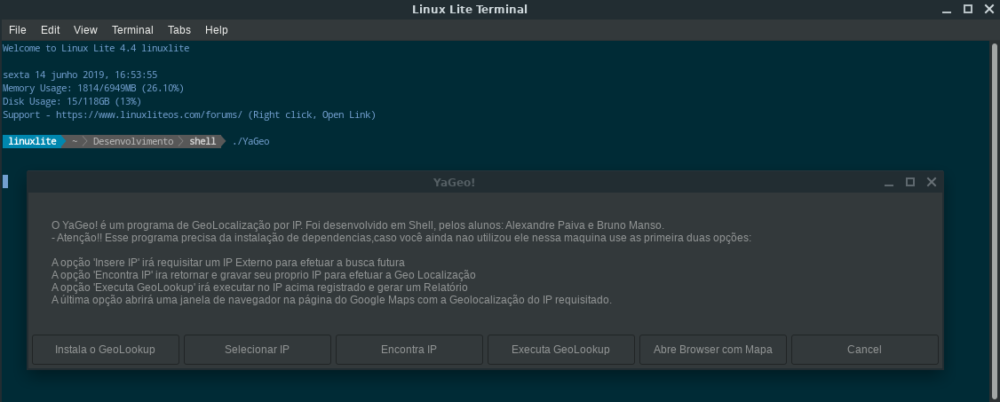 Linux Lite Terminal
File Edit View Terminal Tabs Help
Welcome to Linux Lite 4.4 linuxlite
sexta 14 junho 2019, 16:53:55
Memory Usage: 1814/6949MB (26.10%)
Disk Usage: 15/118GB (13%)
Support - https://www.linuxliteos.com/forums/ (Right click, Open Link)
linuxlite ~ Desenvolvimento shell ./YaGeo
YaGeo!
O YaGeo! é um programa de GeoLocalização por IP. Foi desenvolvido em Shell, pelos alunos: Alexandre Paiva e Bruno Manso.
- Atenção!! Esse programa precisa da instalação de dependencias,caso você ainda nao utilizou ele nessa maquina use as primeira duas opções:
A opção 'Insere IP' irá requisitar um IP Externo para efetuar a busca futura
A opção 'Encontra IP' ira retornar e gravar seu proprio IP para efetuar a Geo Localização
A opção 'Executa GeoLookup' irá executar no IP acima registrado e gerar um Relatório
A última opção abrirá uma janela de navegador na página do Google Maps com a Geolocalização do IP requisitado.
Instala o GeoLookup Selecionar IP Encontra IP Executa GeoLookup Abre Browser com Mapa Cancel